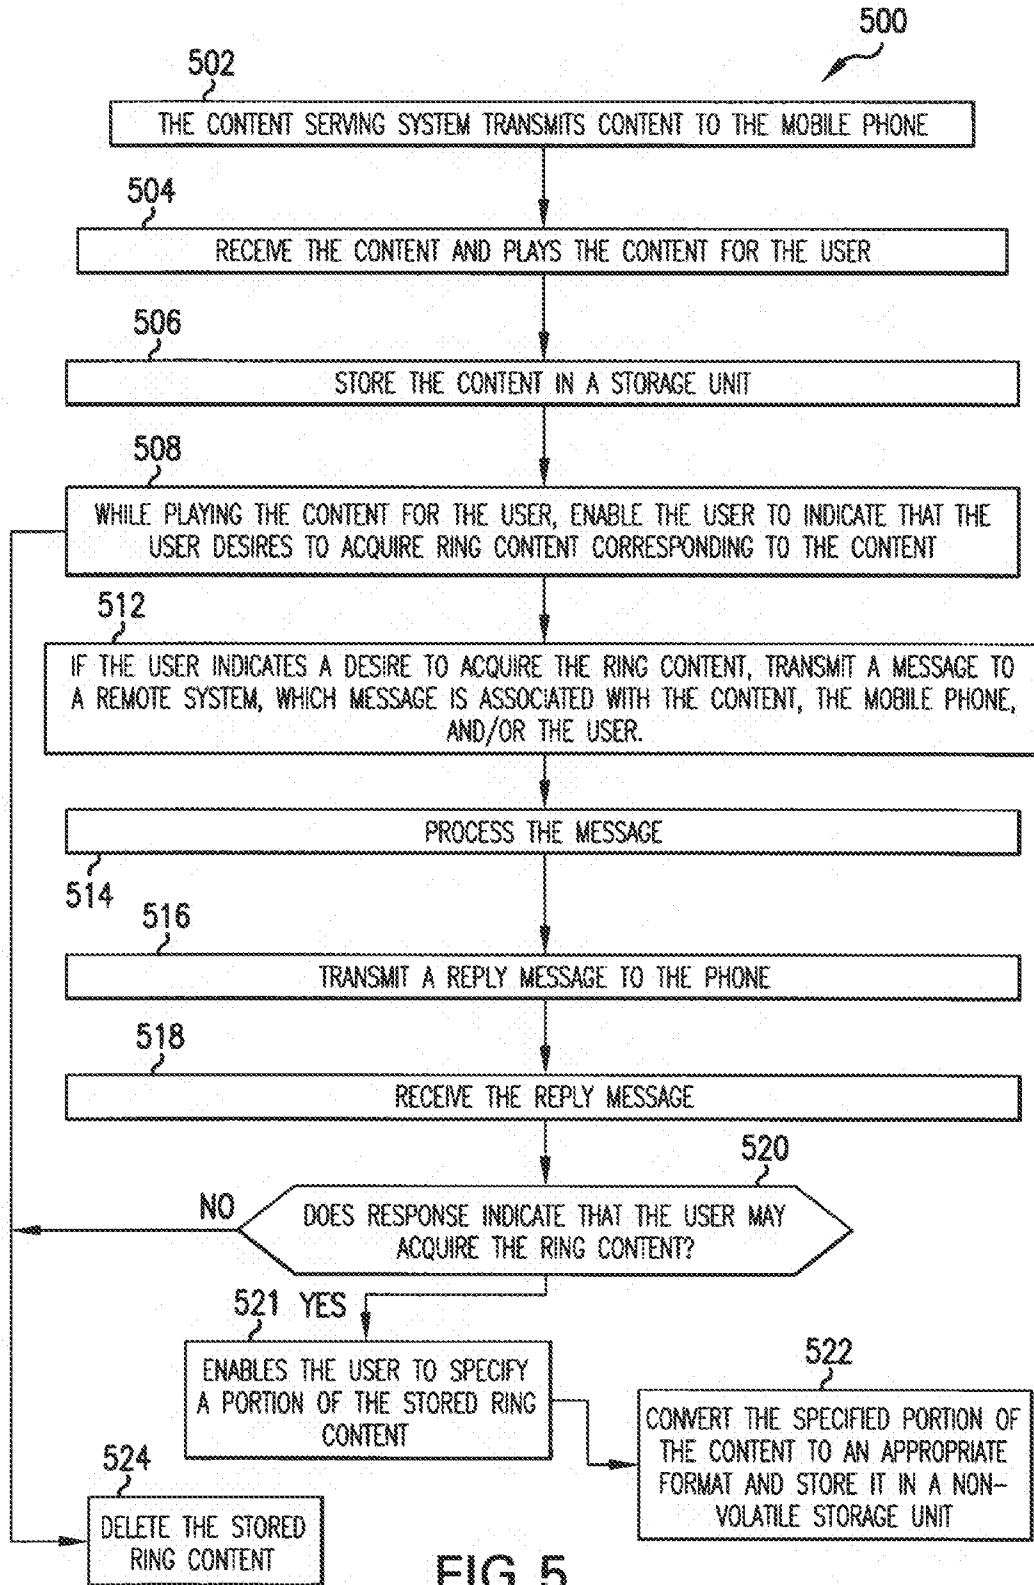 500
502
THE CONTENT SERVING SYSTEM TRANSMITS CONTENT TO THE MOBILE PHONE
504
RECEIVE THE CONTENT AND PLAYS THE CONTENT FOR THE USER
506
STORE THE CONTENT IN A STORAGE UNIT
508
WHILE PLAYING THE CONTENT FOR THE USER, ENABLE THE USER TO INDICATE THAT THE
USER DESIRES TO ACQUIRE RING CONTENT CORRESPONDING TO THE CONTENT
512
IF THE USER INDICATES A DESIRE TO ACQUIRE THE RING CONTENT, TRANSMIT A MESSAGE TO
A REMOTE SYSTEM, WHICH MESSAGE IS ASSOCIATED WITH THE CONTENT, THE MOBILE PHONE,
AND/OR THE USER.
PROCESS THE MESSAGE
514
516
TRANSMIT A REPLY MESSAGE TO THE PHONE
518
RECEIVE THE REPLY MESSAGE
520
DOES RESPONSE INDICATE THAT THE USER MAY
ACQUIRE THE RING CONTENT?
NO
YES
521
ENABLES THE USER TO SPECIFY
A PORTION OF THE STORED RING
CONTENT
522
CONVERT THE SPECIFIED PORTION OF
THE CONTENT TO AN APPROPRIATE
FORMAT AND STORE IT IN A NON-
VOLATILE STORAGE UNIT
524
DELETE THE STORED
RING CONTENT
FIG.5